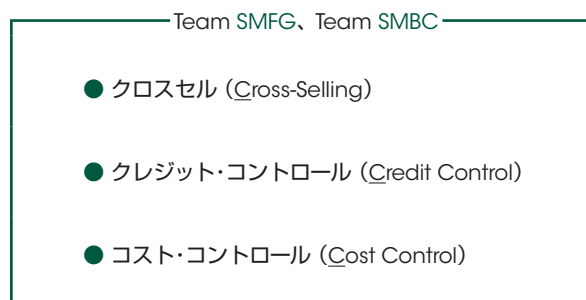 Team SMFG、Team SMBC
● クロスセル（Cross-Selling）
● クレジット・コントロール（Credit Control）
● コスト・コントロール（Cost Control）